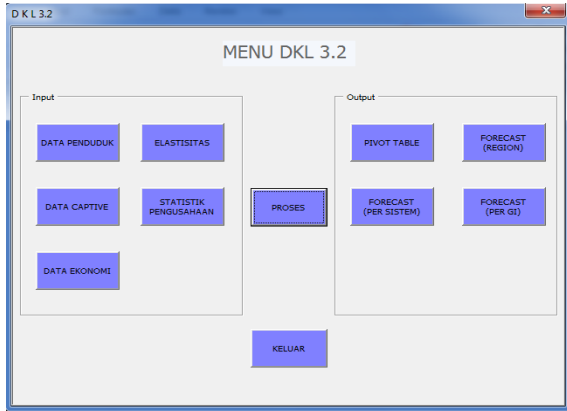 D K L 3.2
MENU DKL 3.2
Input
DATA PENDUDUK
ELASTISITAS
DATA CAPTIVE
STATISTIK
PENGUSAHAAN
DATA EKONOMI
PROSES
KELUAR
Output
PIVOT TABLE
FORECAST
(REGION)
FORECAST
(PER SISTEM)
FORECAST
(PER GI)